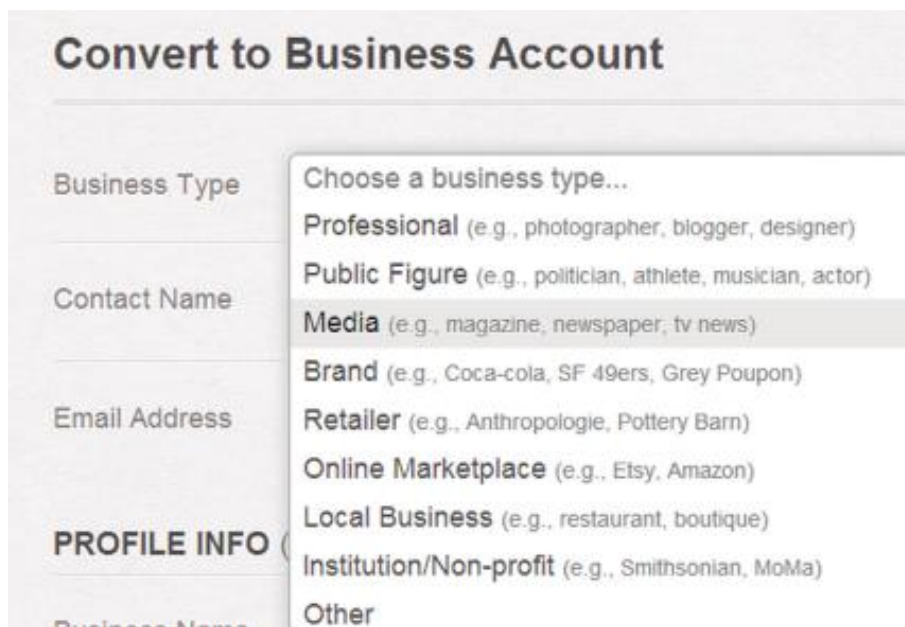 Convert to Business Account
Business Type
Choose a business type...
Professional (e.g., photographer, blogger, designer)
Public Figure (e.g., politician, athlete, musician, actor)
Contact Name
Media (e.g., magazine, newspaper, tv news)
Brand (e.g., Coca-cola, SF 49ers, Grey Poupon)
Email Address
Retailer (e.g., Anthropologie, Pottery Barn)
Online Marketplace (e.g., Etsy, Amazon)
Local Business (e.g., restaurant, boutique)
PROFILE INFO (
Institution/Non-profit (e.g., Smithsonian, MoMa)
Other
Business Name